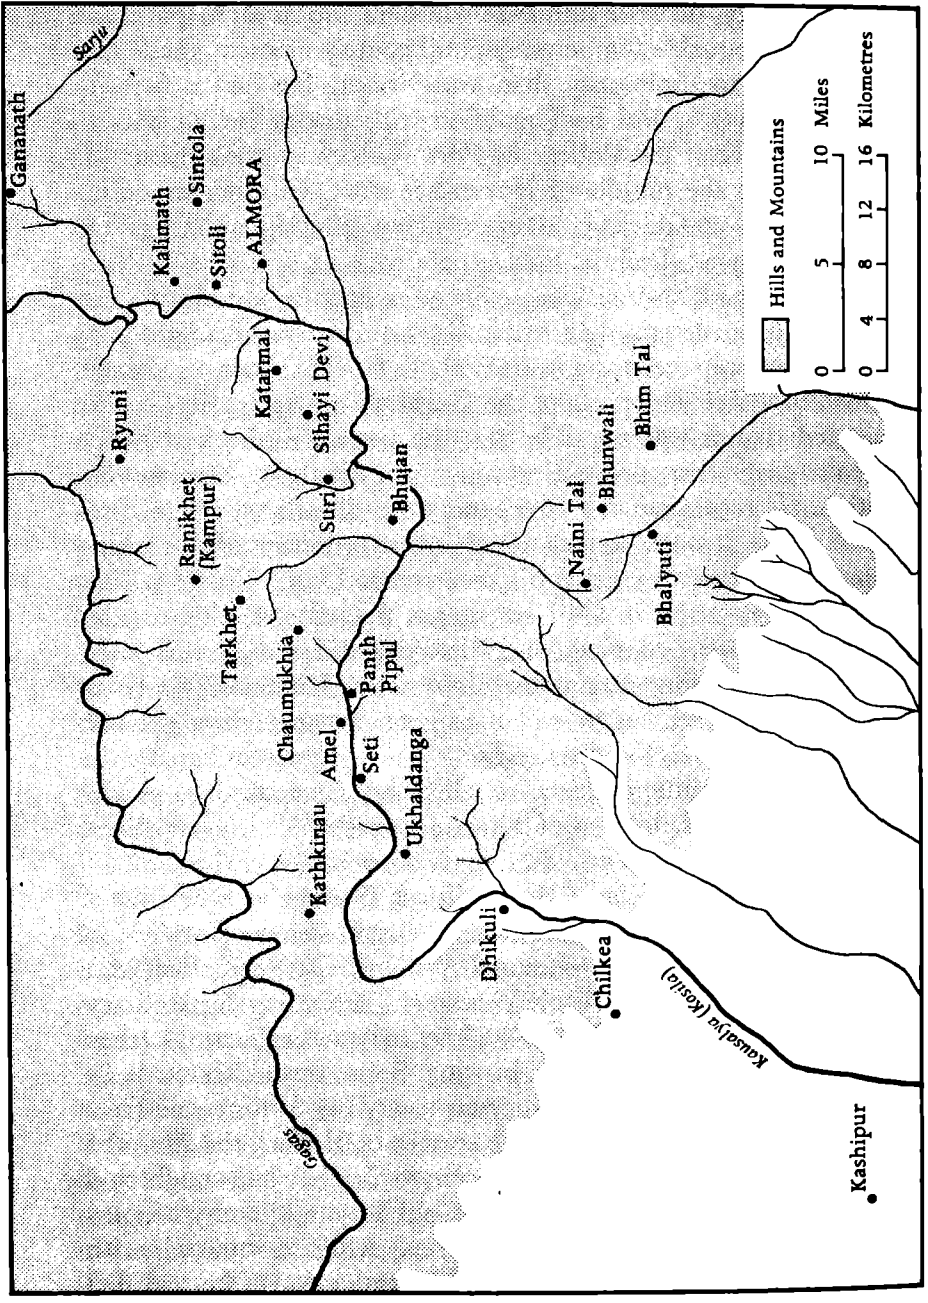 Gananath
Sarju
Kalimath
Sintola
Sitoli
ALMORA
Ryuni
Katarmal
Sihayi Devi
Ranikhet
(Kampur)
Suri
Bhujan
Tarkhet
Chaumukhia
Panth
Pipul
Amel
Seti
Kathkinau
Ukhaldanga
Naini Tal
Bhunwali
Bhim Tal
Bhalyuti
Dhikuli
Chilkea
Kausalya (Kosila)
Gagas
Kashipur
Hills and Mountains
0 5 10 Miles
0 4 8 12 16 Kilometres